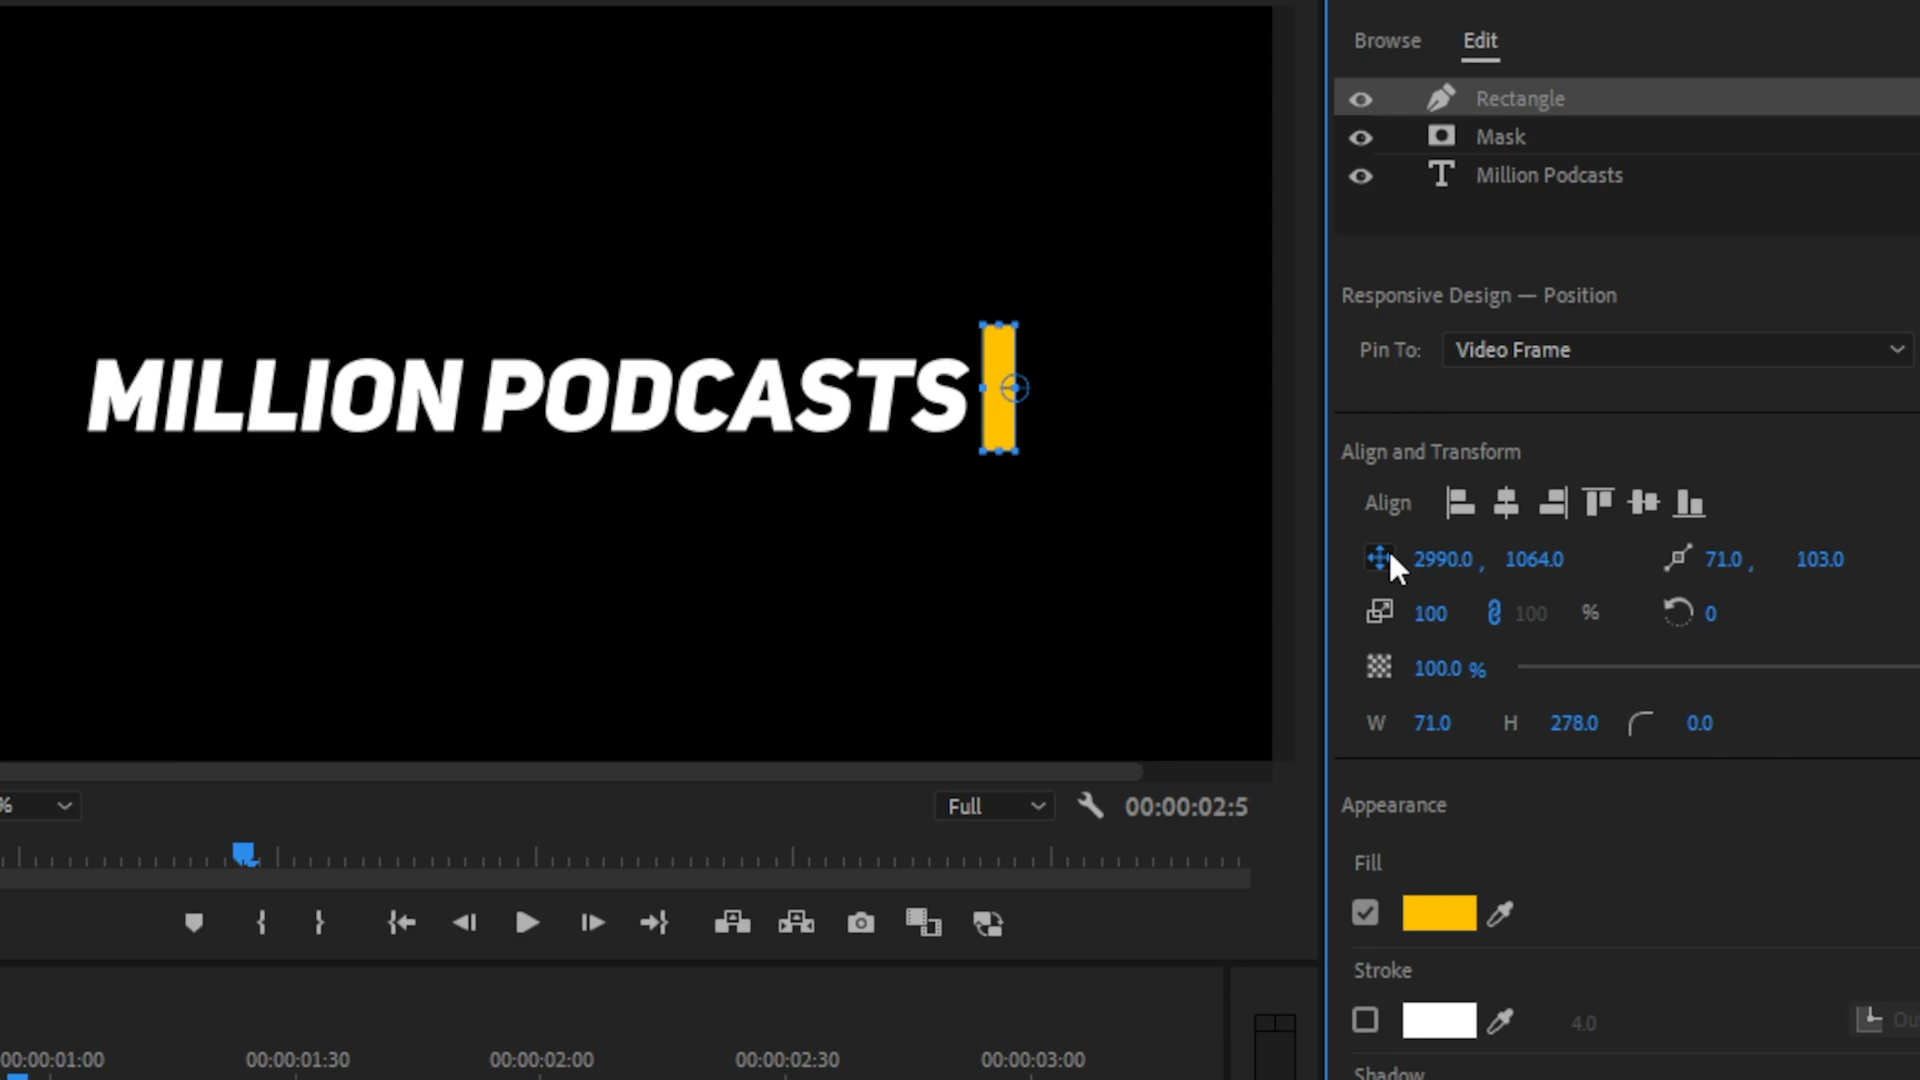 Browse Edit
Rectangle
Mask
Million Podcasts
Responsive Design — Position
Pin To: Video Frame
MILLION PODCASTS
Align and Transform
Align
2990.0 , 1064.0 71.0 , 103.0
100 100 % 0
100.0 %
W 71.0 H 278.0 0.0
% Full 00:00:02:5
Appearance
Fill
Stroke
4.0 Ou
00:00:01:00 00:00:01:30 00:00:02:00 00:00:02:30 00:00:03:00
Shadow